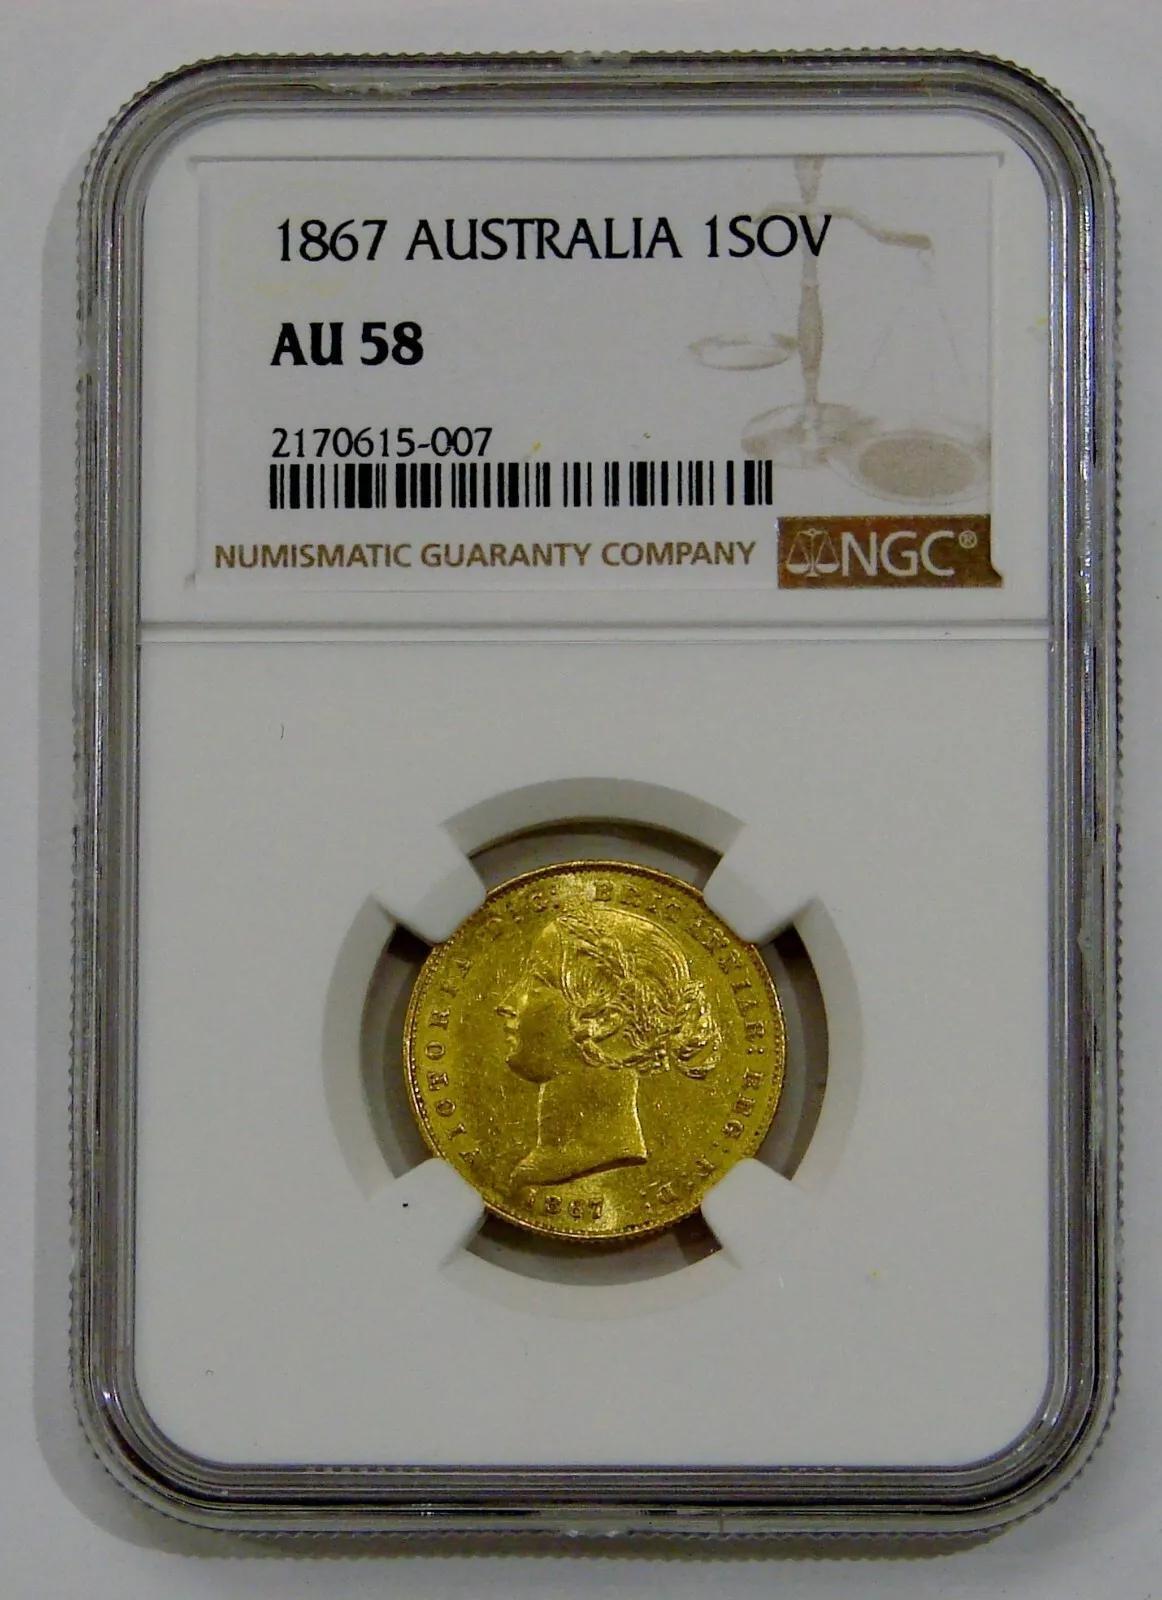 1867 AUSTRALIA 1SOV
AU 58
2170615-007
NUMISMATIC GUARANTY COMPANY
NGC®
VICTORIA D:G: BRITANNIAR: REG: F:D:
1867